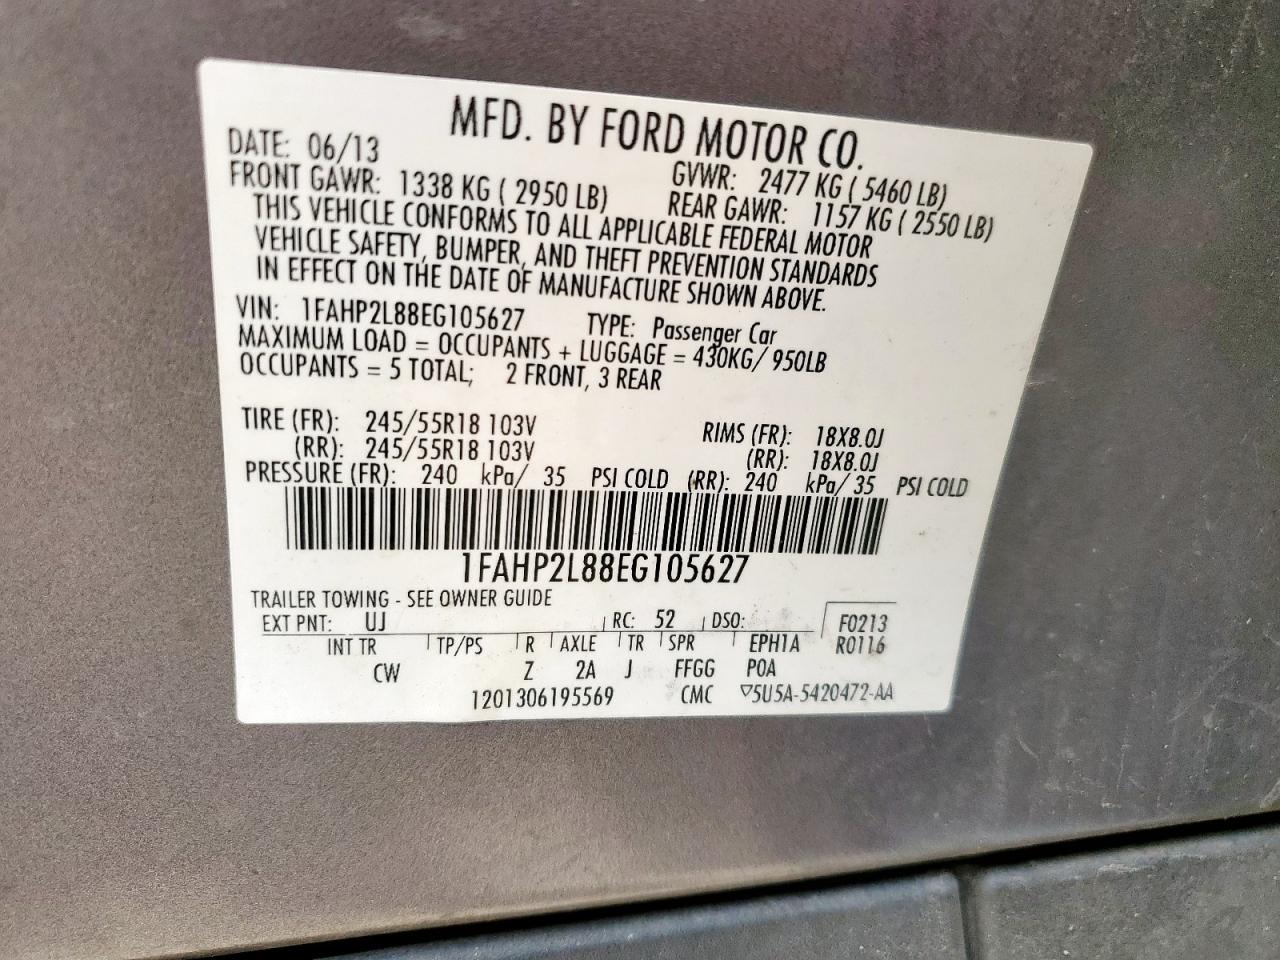 MFD. BY FORD MOTOR CO.
DATE: 06/13 GVWR: 2477 KG ( 5460 LB)
FRONT GAWR: 1338 KG ( 2950 LB) REAR GAWR: 1157 KG ( 2550 LB)
THIS VEHICLE CONFORMS TO ALL APPLICABLE FEDERAL MOTOR
VEHICLE SAFETY, BUMPER, AND THEFT PREVENTION STANDARDS
IN EFFECT ON THE DATE OF MANUFACTURE SHOWN ABOVE.
VIN: 1FAHP2L88EG105627 TYPE: Passenger Car
MAXIMUM LOAD = OCCUPANTS + LUGGAGE = 430KG/ 950LB
OCCUPANTS = 5 TOTAL; 2 FRONT, 3 REAR
TIRE (FR): 245/55R18 103V RIMS (FR): 18X8.0J
(RR): 245/55R18 103V (RR): 18X8.0J
PRESSURE (FR): 240 kPa/ 35 PSI COLD (RR): 240 kPa/ 35 PSI COLD
1FAHP2L88EG105627
TRAILER TOWING - SEE OWNER GUIDE
EXT PNT: UJ RC: 52 DSO: F0213
INT TR TP/PS R AXLE TR SPR EPH1A R0116
CW Z 2A J FFGG POA
1201306195569 CMC ▽5U5A-5420472-AA